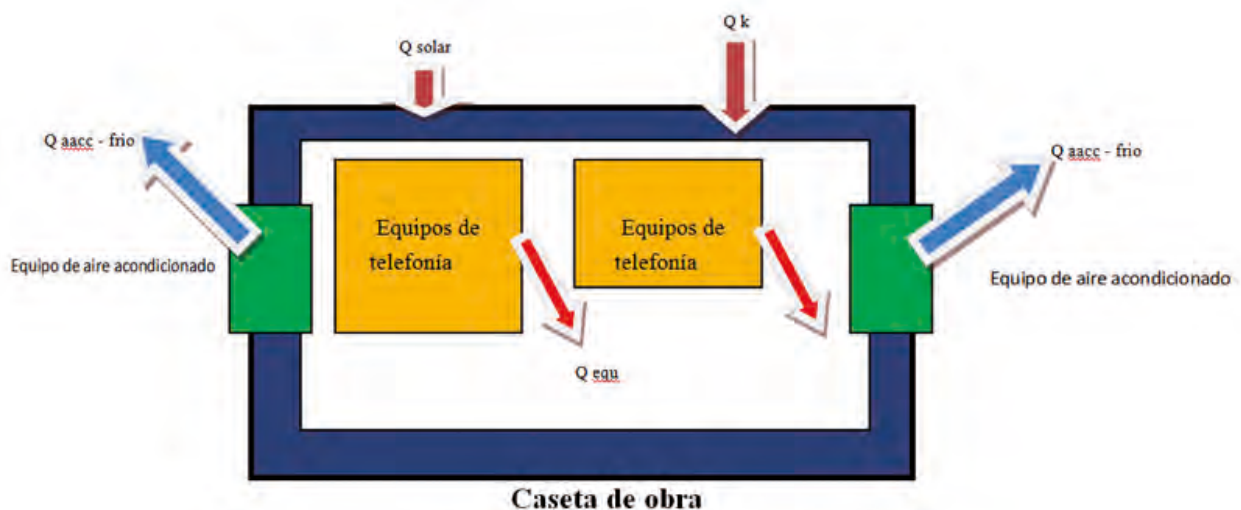 Q k
Q solar
Q aacc - frio
Q aacc - frio
Equipos de
telefonía
Equipos de
telefonía
Equipo de aire acondicionado
Equipo de aire acondicionado
Q equ
Caseta de obra